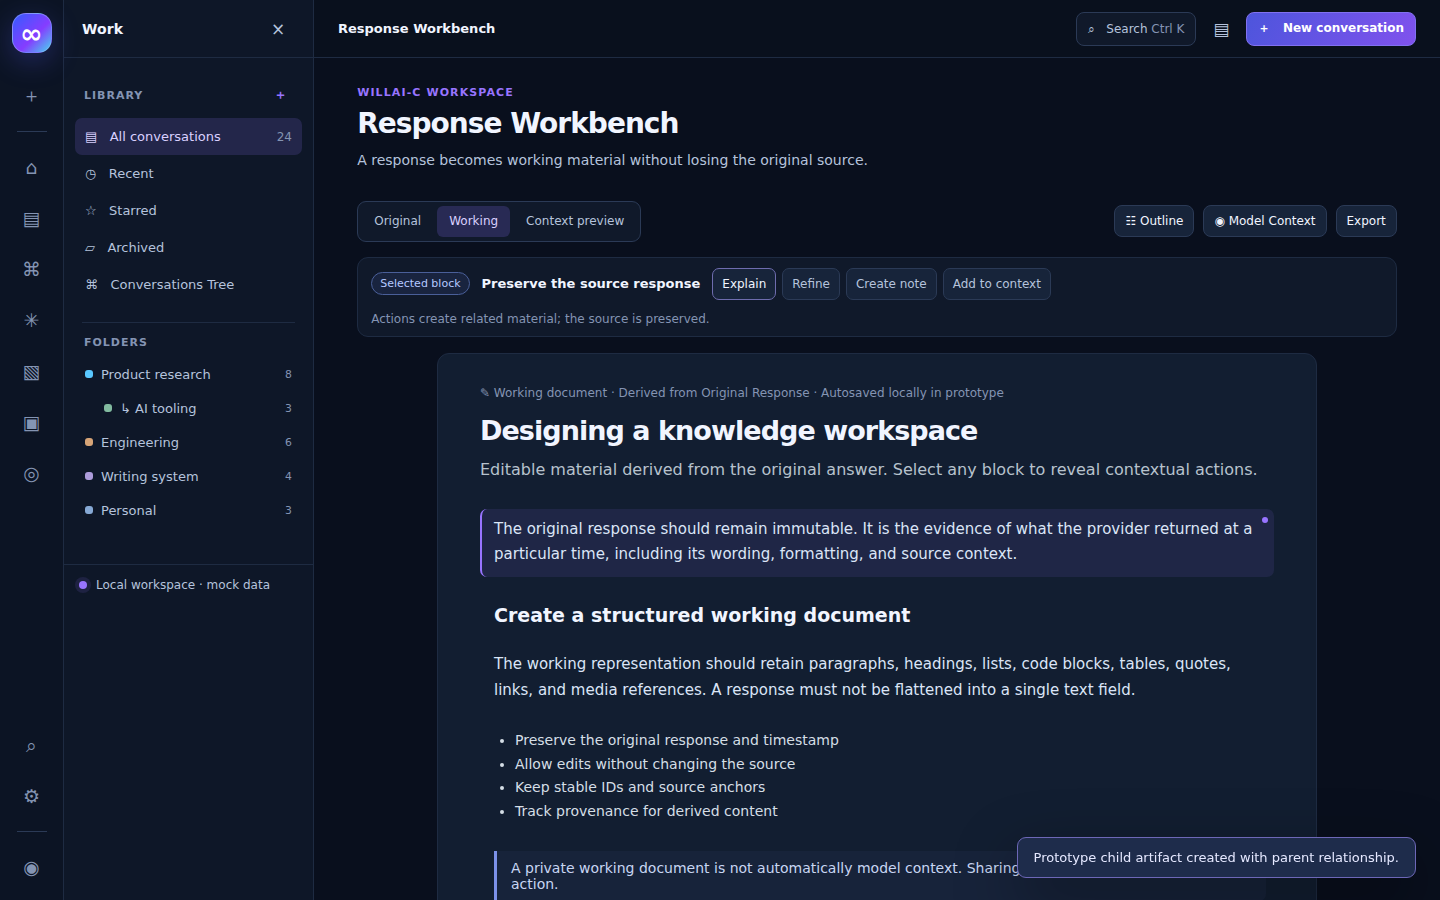 ∞
Work
×
Response Workbench
Search Ctrl K
+ New conversation
LIBRARY +
All conversations 24
Recent
Starred
Archived
Conversations Tree
FOLDERS
Product research 8
↳ AI tooling 3
Engineering 6
Writing system 4
Personal 3
Local workspace · mock data
WILLAI-C WORKSPACE
Response Workbench
A response becomes working material without losing the original source.
Original Working Context preview
Outline Model Context Export
Selected block Preserve the source response Explain Refine Create note Add to context
Actions create related material; the source is preserved.
✎ Working document · Derived from Original Response · Autosaved locally in prototype
Designing a knowledge workspace
Editable material derived from the original answer. Select any block to reveal contextual actions.
The original response should remain immutable. It is the evidence of what the provider returned at a
particular time, including its wording, formatting, and source context.
Create a structured working document
The working representation should retain paragraphs, headings, lists, code blocks, tables, quotes,
links, and media references. A response must not be flattened into a single text field.
• Preserve the original response and timestamp
• Allow edits without changing the source
• Keep stable IDs and source anchors
• Track provenance for derived content
A private working document is not automatically model context. Sharing
action.
Prototype child artifact created with parent relationship.